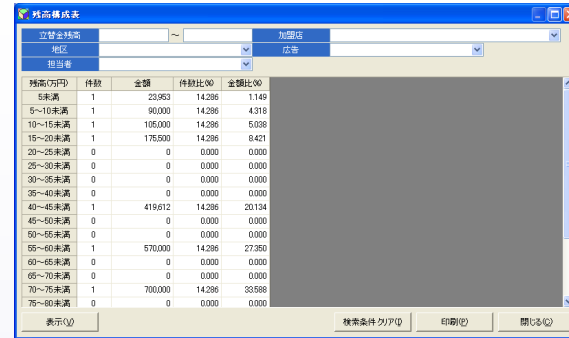 残高構成表
立替金残高 ～ 加盟店
地区 広告
担当者
残高(万円) 件数 金額 件数比(%) 金額比(%)
5未満 1 23,953 14.286 1.149
5～10未満 1 90,000 14.286 4.318
10～15未満 1 105,000 14.286 5.038
15～20未満 1 175,500 14.286 8.421
20～25未満 0 0 0.000 0.000
25～30未満 0 0 0.000 0.000
30～35未満 0 0 0.000 0.000
35～40未満 0 0 0.000 0.000
40～45未満 1 419,612 14.286 20.134
45～50未満 0 0 0.000 0.000
50～55未満 0 0 0.000 0.000
55～60未満 1 570,000 14.286 27.350
60～65未満 0 0 0.000 0.000
65～70未満 0 0 0.000 0.000
70～75未満 1 700,000 14.286 33.588
75～80未満 0 0 0.000 0.000
表示(V) 検索条件クリア(I) 印刷(P) 閉じる(C)